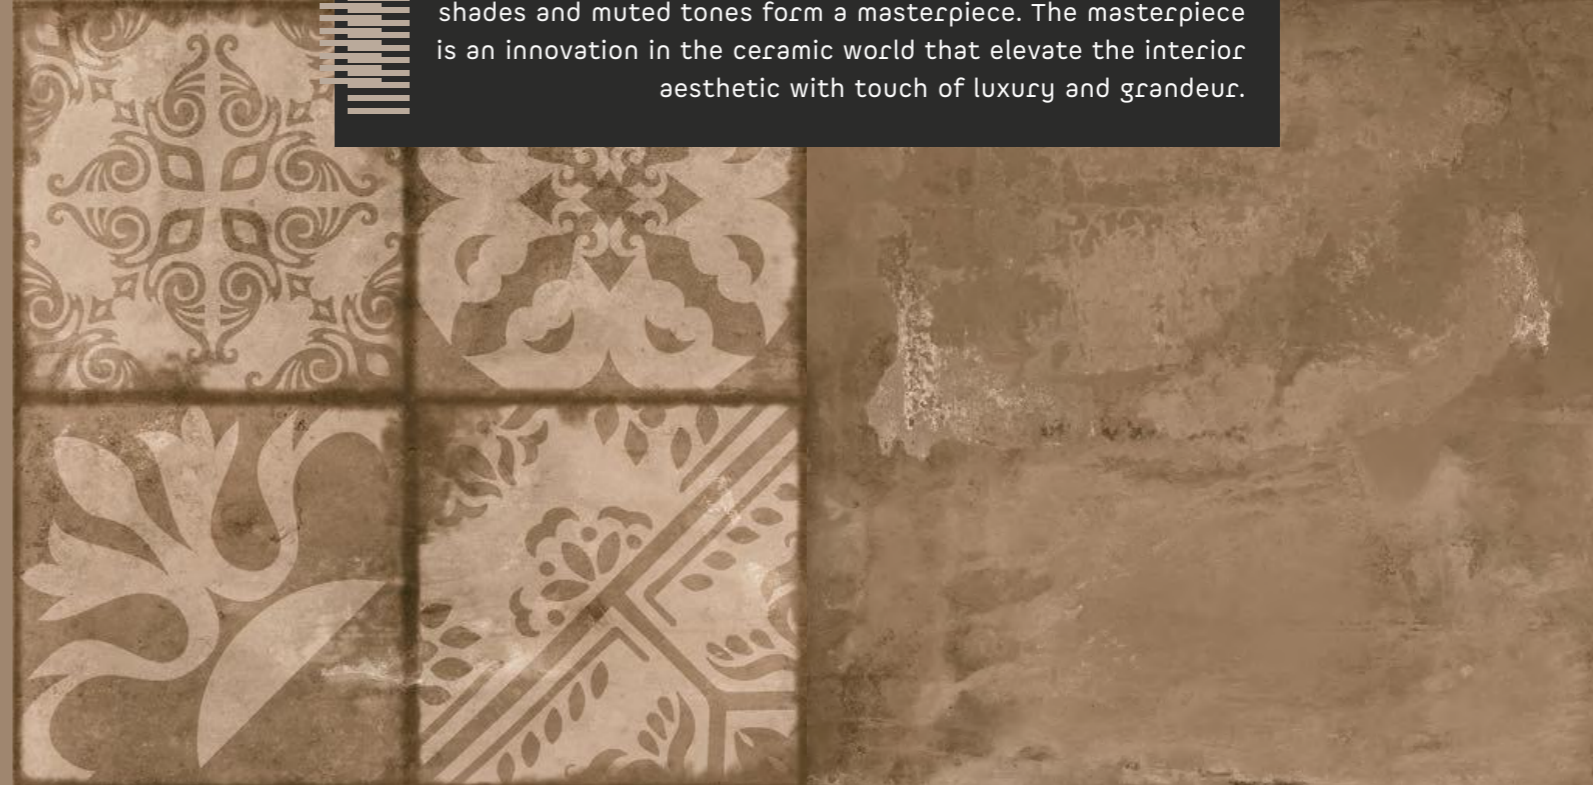 shades and muted tones form a masterpiece. The masterpiece
is an innovation in the ceramic world that elevate the interior
aesthetic with touch of luxury and grandeur.